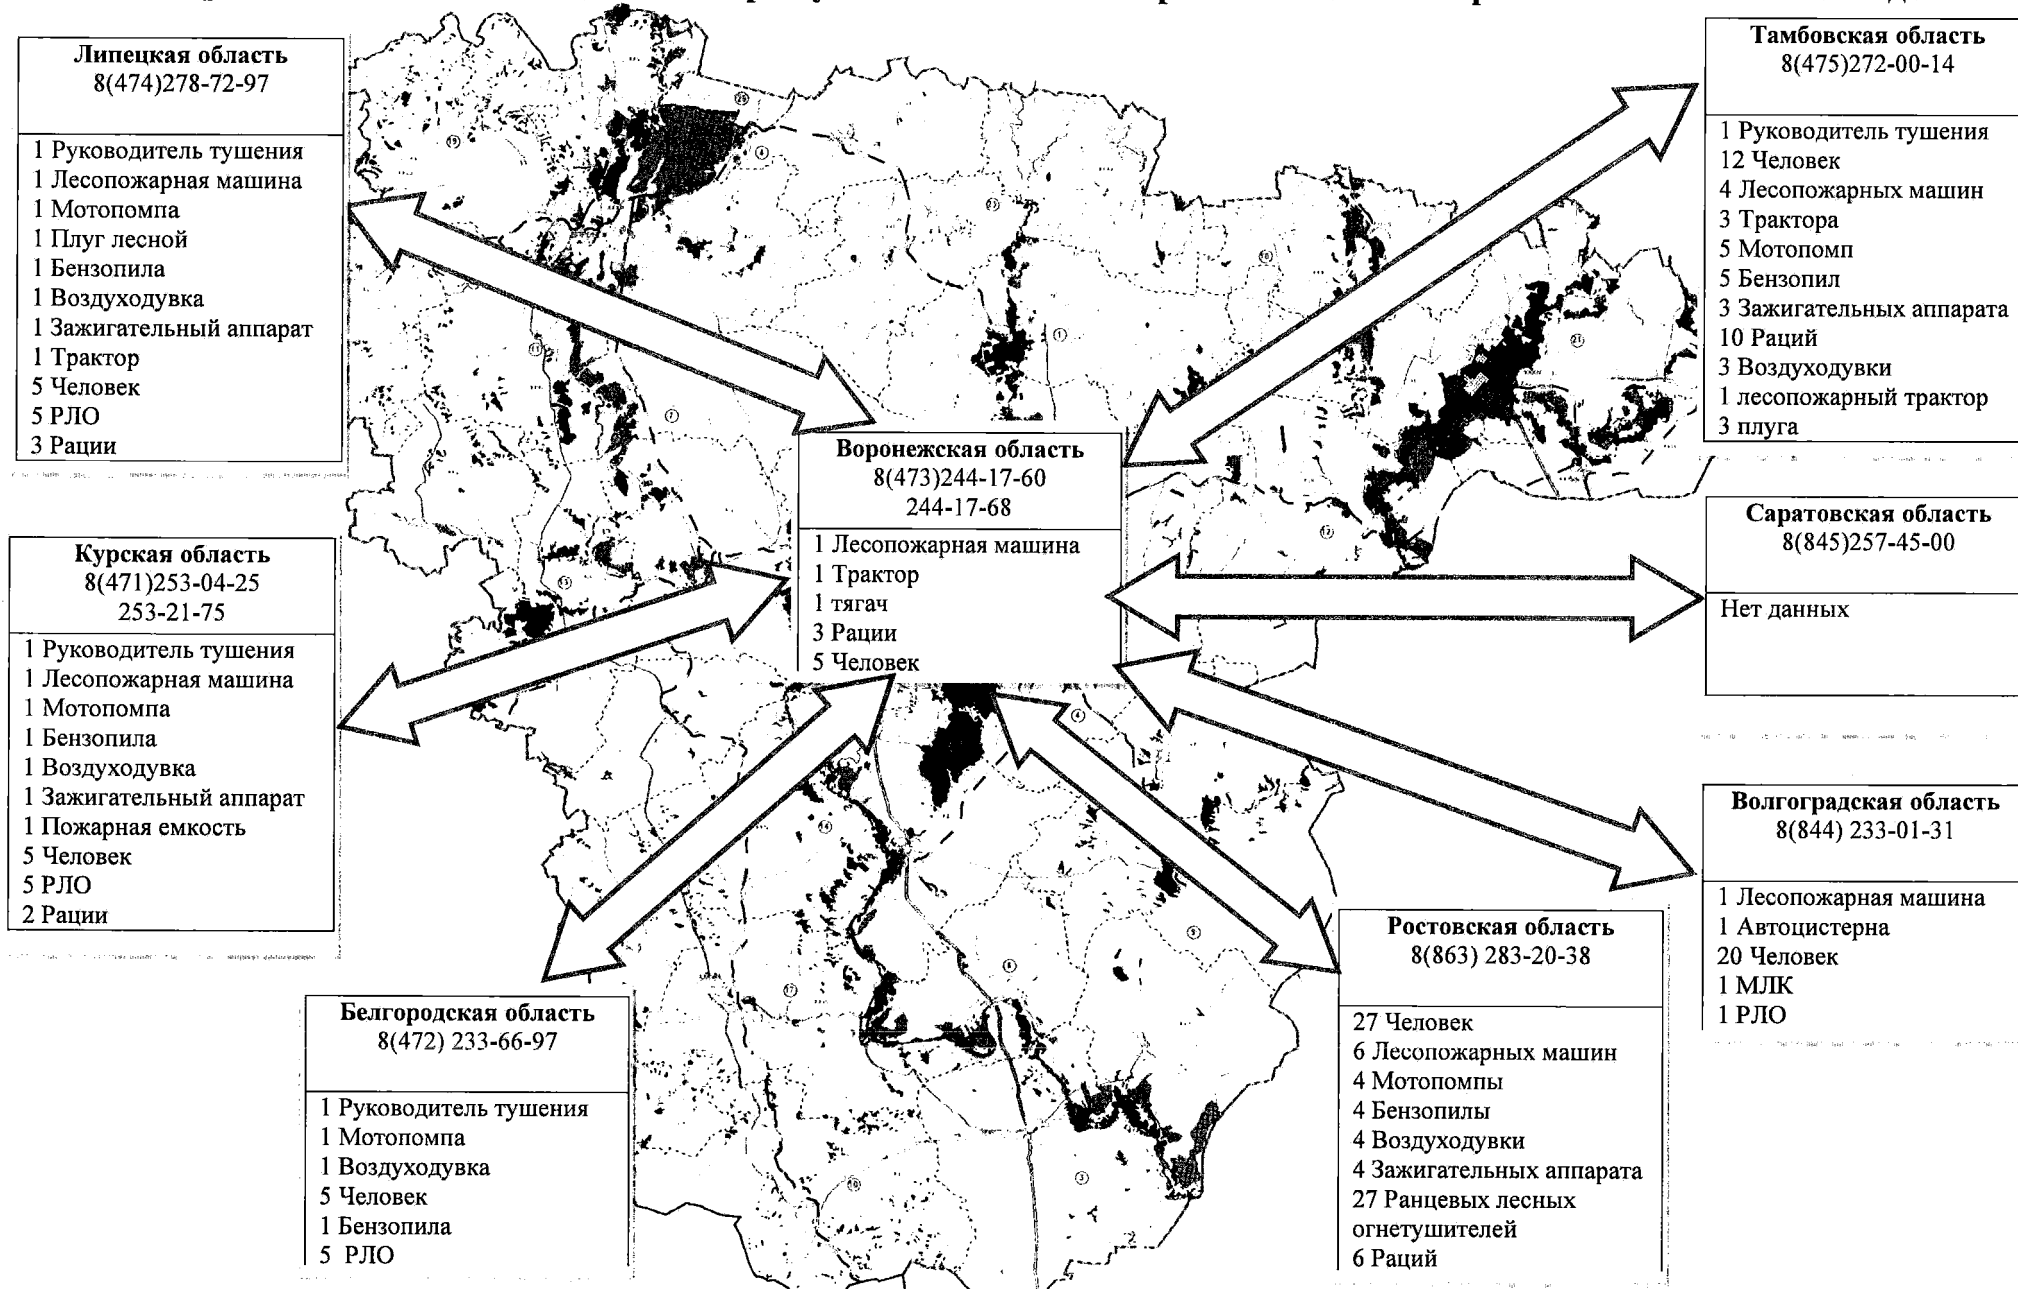 Липецкая область
8(474)278-72-97
1 Руководитель тушения
1 Лесопожарная машина
1 Мотопомпа
1 Плуг лесной
1 Бензопила
1 Воздуходувка
1 Зажигательный аппарат
1 Трактор
5 Человек
5 РЛО
3 Рации
Тамбовская область
8(475)272-00-14
1 Руководитель тушения
12 Человек
4 Лесопожарных машин
3 Трактора
5 Мотопомп
5 Бензопил
3 Зажигательных аппарата
10 Раций
3 Воздуходувки
1 лесопожарный трактор
3 плуга
Воронежская область
8(473)244-17-60
244-17-68
1 Лесопожарная машина
1 Трактор
1 тягач
3 Рации
5 Человек
Саратовская область
8(845)257-45-00
Нет данных
Курская область
8(471)253-04-25
253-21-75
1 Руководитель тушения
1 Лесопожарная машина
1 Мотопомпа
1 Бензопила
1 Воздуходувка
1 Зажигательный аппарат
1 Пожарная емкость
5 Человек
5 РЛО
2 Рации
Волгоградская область
8(844) 233-01-31
1 Лесопожарная машина
1 Автоцистерна
20 Человек
1 МЛК
1 РЛО
Ростовская область
8(863) 283-20-38
27 Человек
6 Лесопожарных машин
4 Мотопомпы
4 Бензопилы
4 Воздуходувки
4 Зажигательных аппарата
27 Ранцевых лесных
огнетушителей
6 Раций
Белгородская область
8(472) 233-66-97
1 Руководитель тушения
1 Мотопомпа
1 Воздуходувка
5 Человек
1 Бензопила
5 РЛО